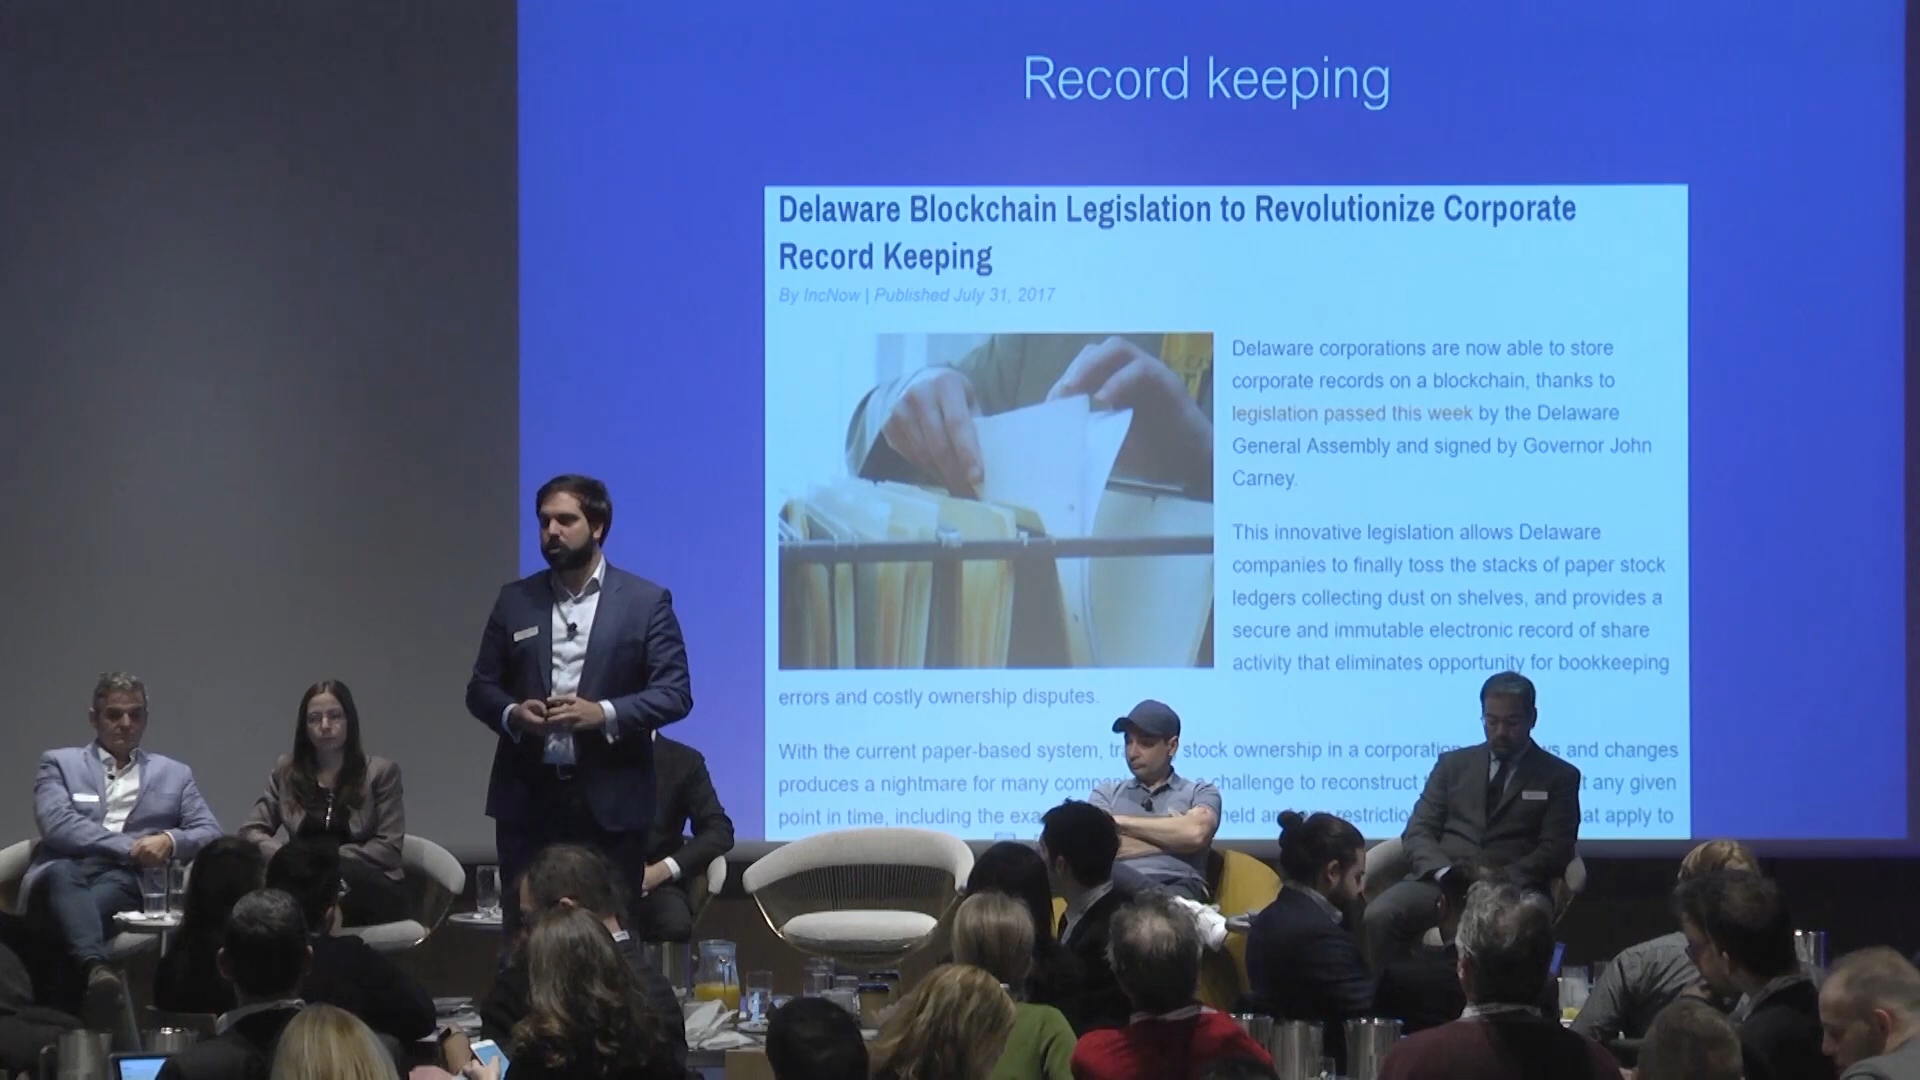 Record keeping
Delaware Blockchain Legislation to Revolutionize Corporate
Record Keeping
By IncNow | Published July 31, 2017
Delaware corporations are now able to store
corporate records on a blockchain, thanks to
legislation passed this week by the Delaware
General Assembly and signed by Governor John
Carney.
This innovative legislation allows Delaware
companies to finally toss the stacks of paper stock
ledgers collecting dust on shelves, and provides a
secure and immutable electronic record of share
activity that eliminates opportunity for bookkeeping
errors and costly ownership disputes.
With the current paper-based system, stock ownership in a and changes
produces a nightmare for many challenge to reconstruct any given
point in time, including the apply to